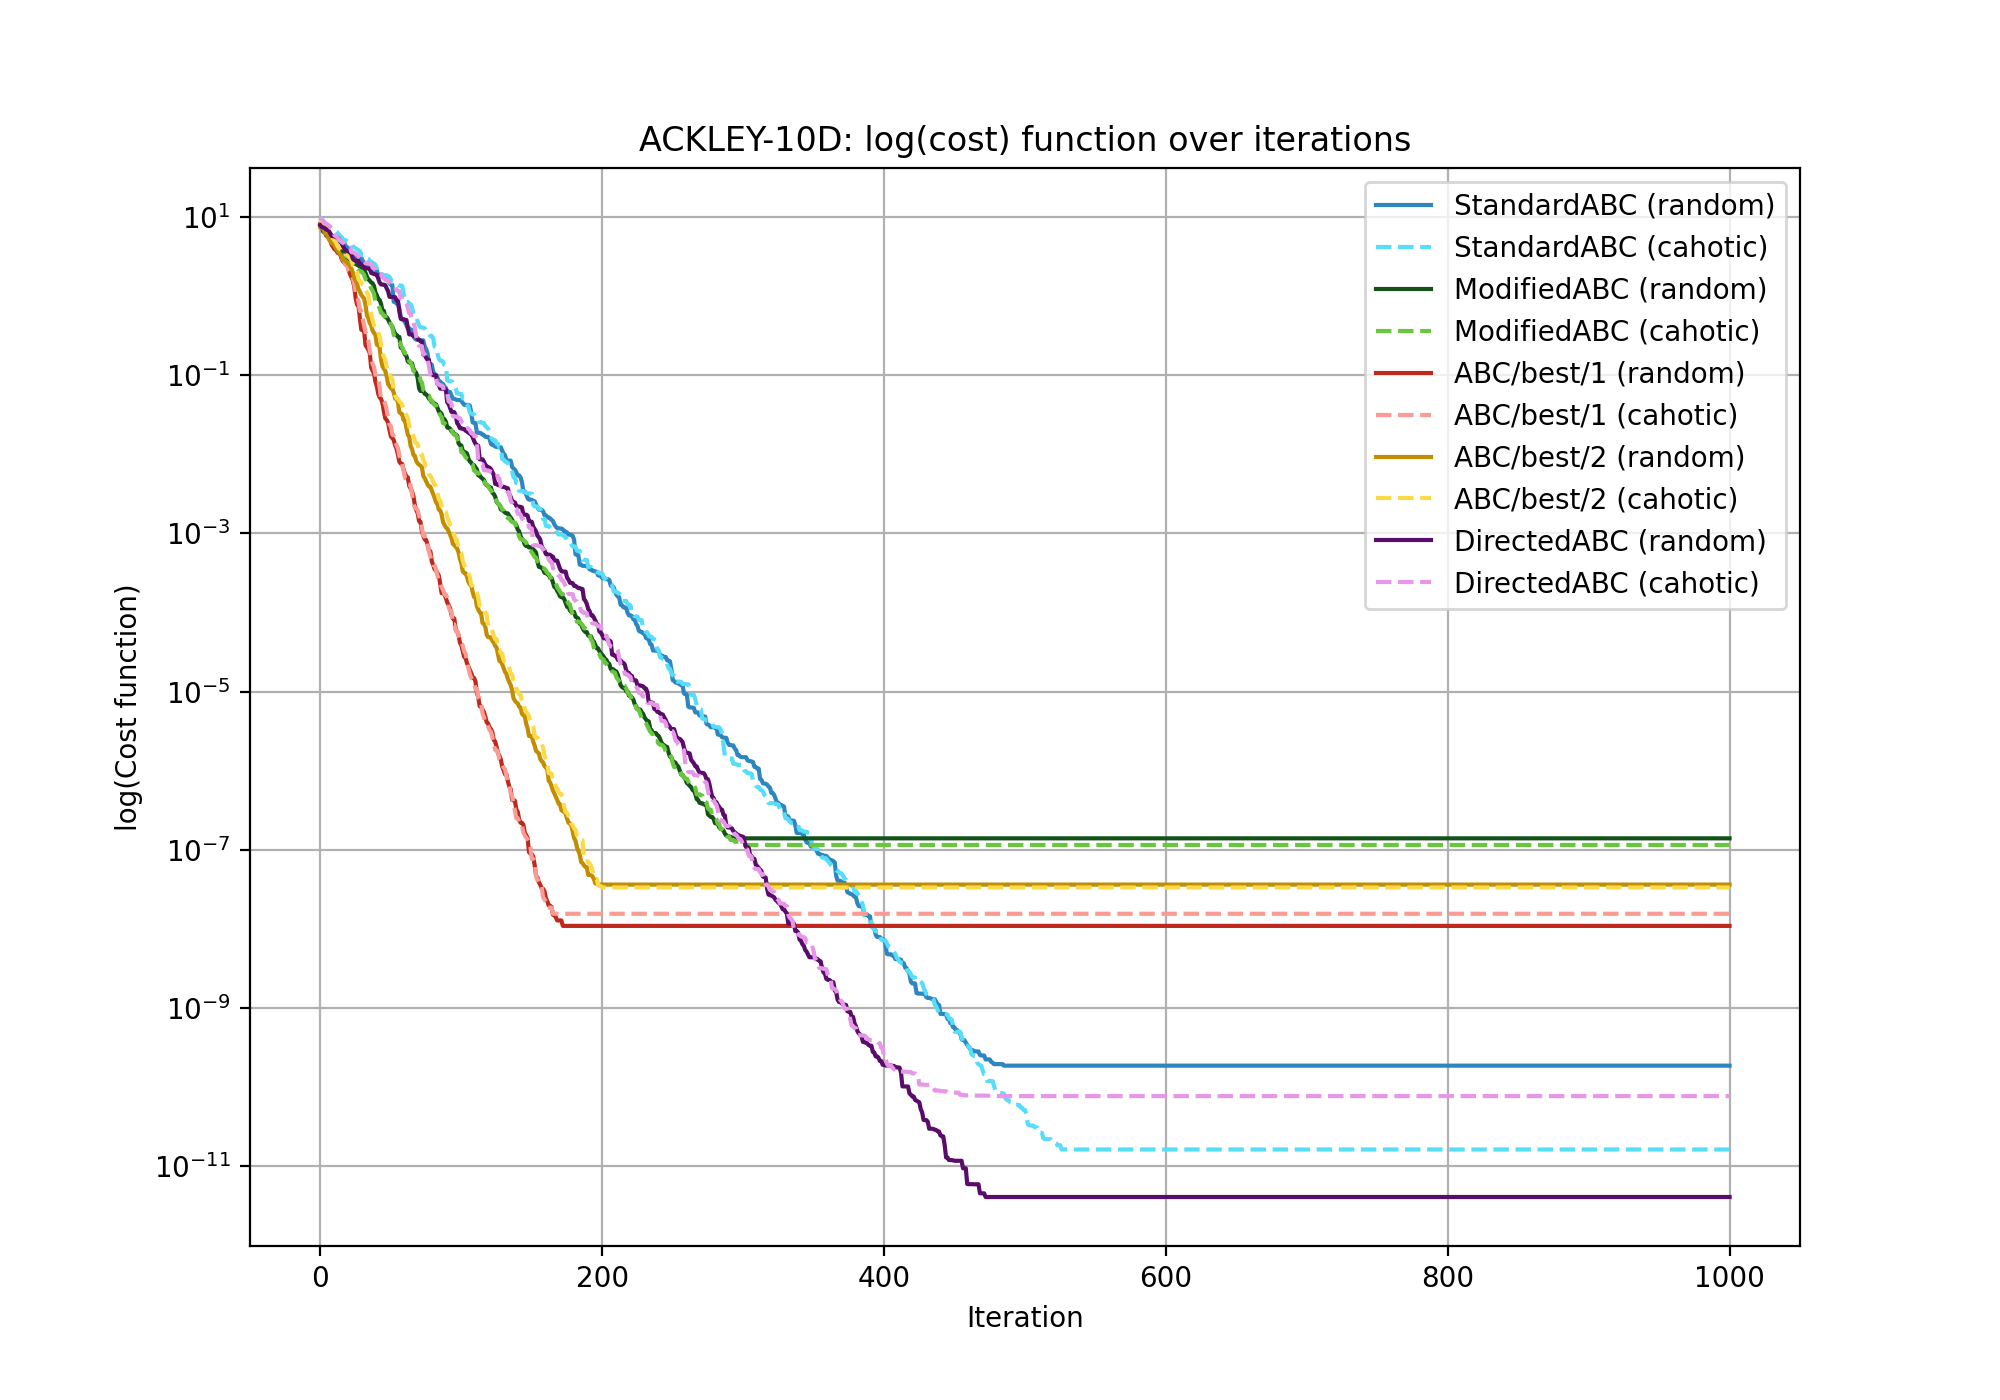 ACKLEY-10D: log(cost) function over iterations
log(Cost function)
10¹
10⁻¹
10⁻³
10⁻⁵
10⁻⁷
10⁻⁹
10⁻¹¹
StandardABC (random)
StandardABC (cahotic)
ModifiedABC (random)
ModifiedABC (cahotic)
ABC/best/1 (random)
ABC/best/1 (cahotic)
ABC/best/2 (random)
ABC/best/2 (cahotic)
DirectedABC (random)
DirectedABC (cahotic)
0 200 400 600 800 1000
Iteration